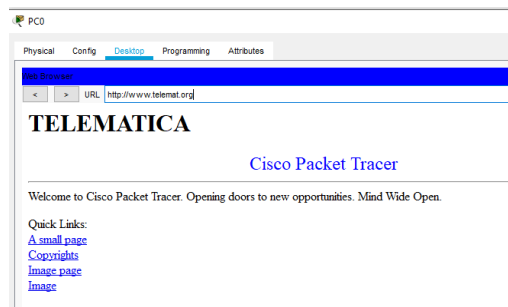 PC0
Physical Config Desktop Programming Attributes
Web Browser
< > URL http://www.telemat.org
TELEMATICA
Cisco Packet Tracer
Welcome to Cisco Packet Tracer. Opening doors to new opportunities. Mind Wide Open.
Quick Links:
A small page
Copyrights
Image page
Image